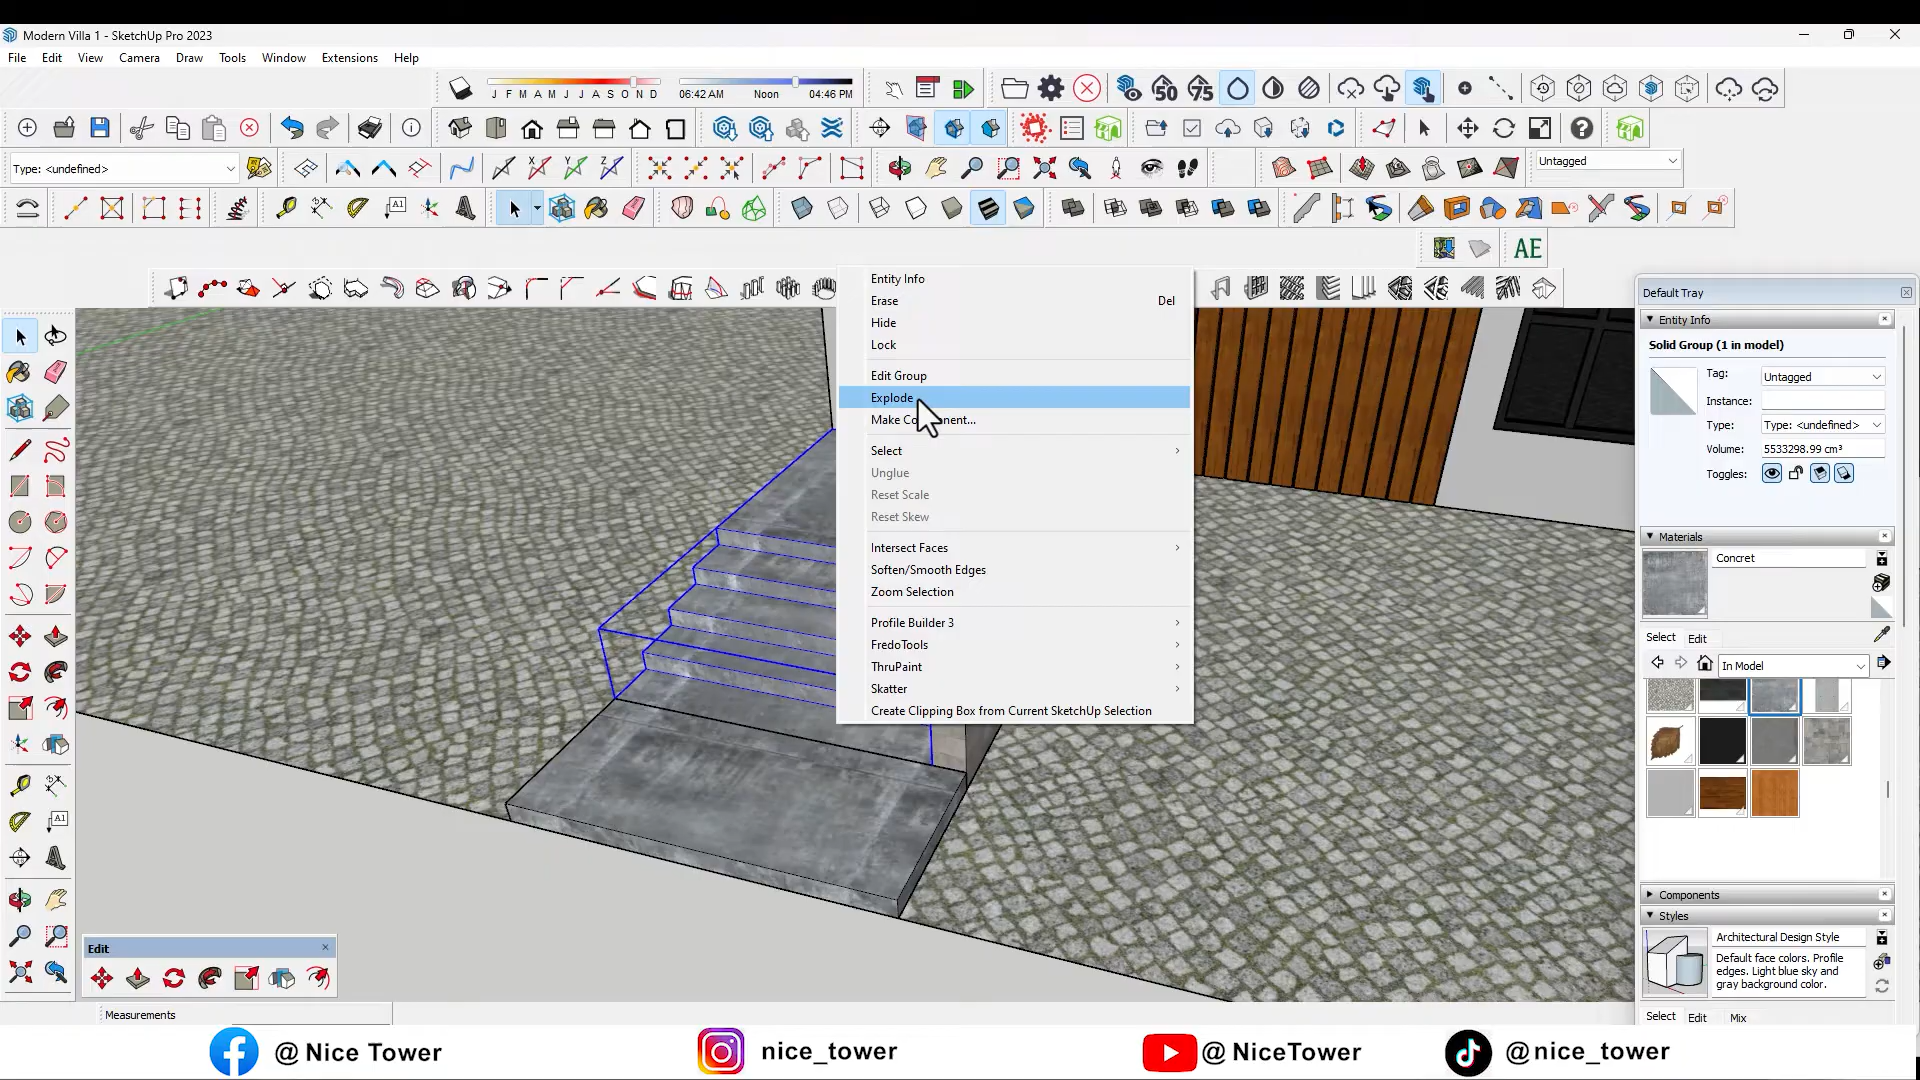 Modern Villa 1 - SketchUp Pro 2023
File Edit View Camera Draw Tools Window Extensions Help
J F M A M J J A S O N D 06:42 AM Noon 04:46 PM
50 75
Type: <undefined>
Untagged
A1
AE
Entity Info
Erase Del
Hide
Lock
Edit Group
Explode
Make Co nent...
Select
Unglue
Reset Scale
Reset Skew
Intersect Faces
Soften/Smooth Edges
Zoom Selection
Profile Builder 3
FredoTools
ThruPaint
Skatter
Create Clipping Box from Current SketchUp Selection
Default Tray
Entity Info
Solid Group (1 in model)
Tag: Untagged
Instance:
Type: Type: <undefined>
Volume: 5533298.99 cm³
Toggles:
Materials
Concret
Select Edit
In Model
Components
Styles
Architectural Design Style
Default face colors. Profile
edges. Light blue sky and
gray background color.
Select Edit Mix
A1
Edit
Measurements
@ Nice Tower nice_tower @ NiceTower @nice_tower